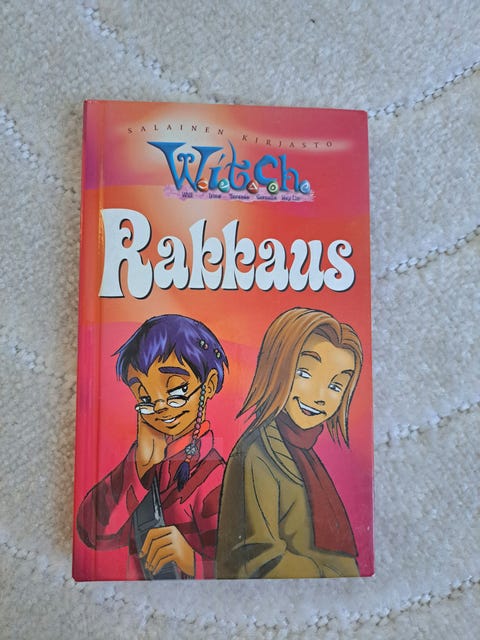 SALAINEN KIRJASTO
W.i.t.c.h.
Will Irma Taranee Cornelia Hay Lin
Rakkaus